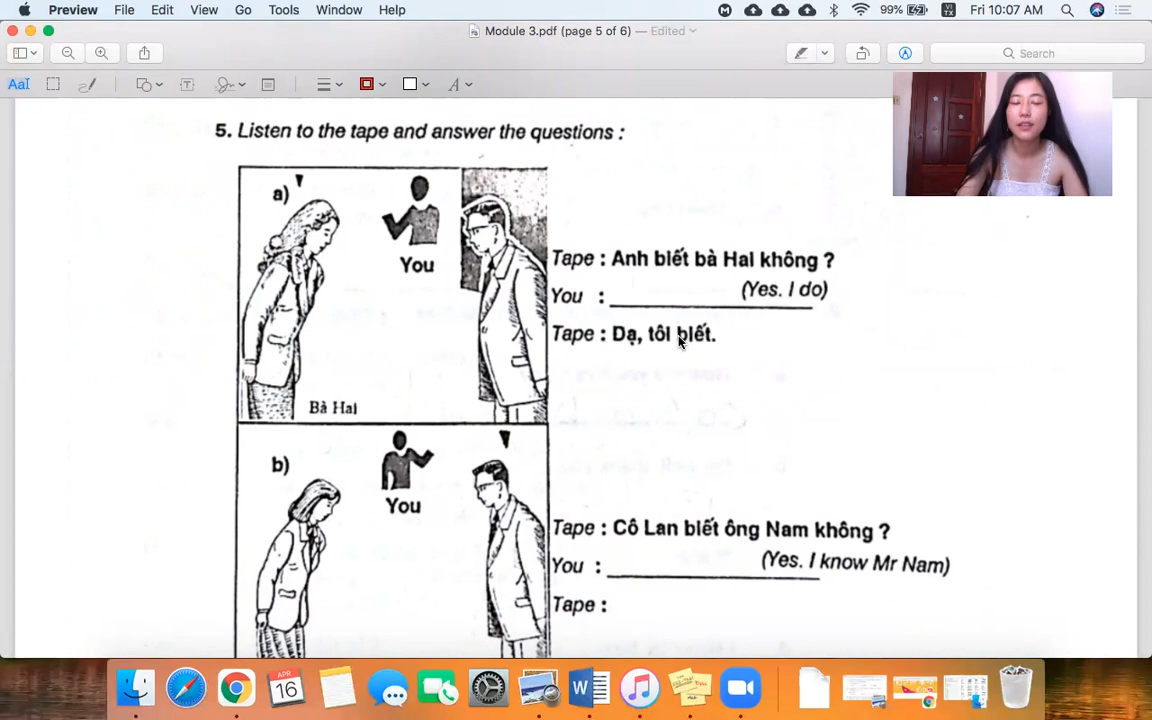 Preview File Edit View Go Tools Window Help
99% Fri 10:07 AM
Module 3.pdf (page 5 of 6) — Edited
Search
5. Listen to the tape and answer the questions :
a)
You
Bà Hai
Tape : Anh biết bà Hai không ?
You : (Yes. I do)
Tape : Dạ, tôi biết.
b)
You
Tape : Cô Lan biết ông Nam không ?
You : (Yes. I know Mr Nam)
Tape :
APR
16